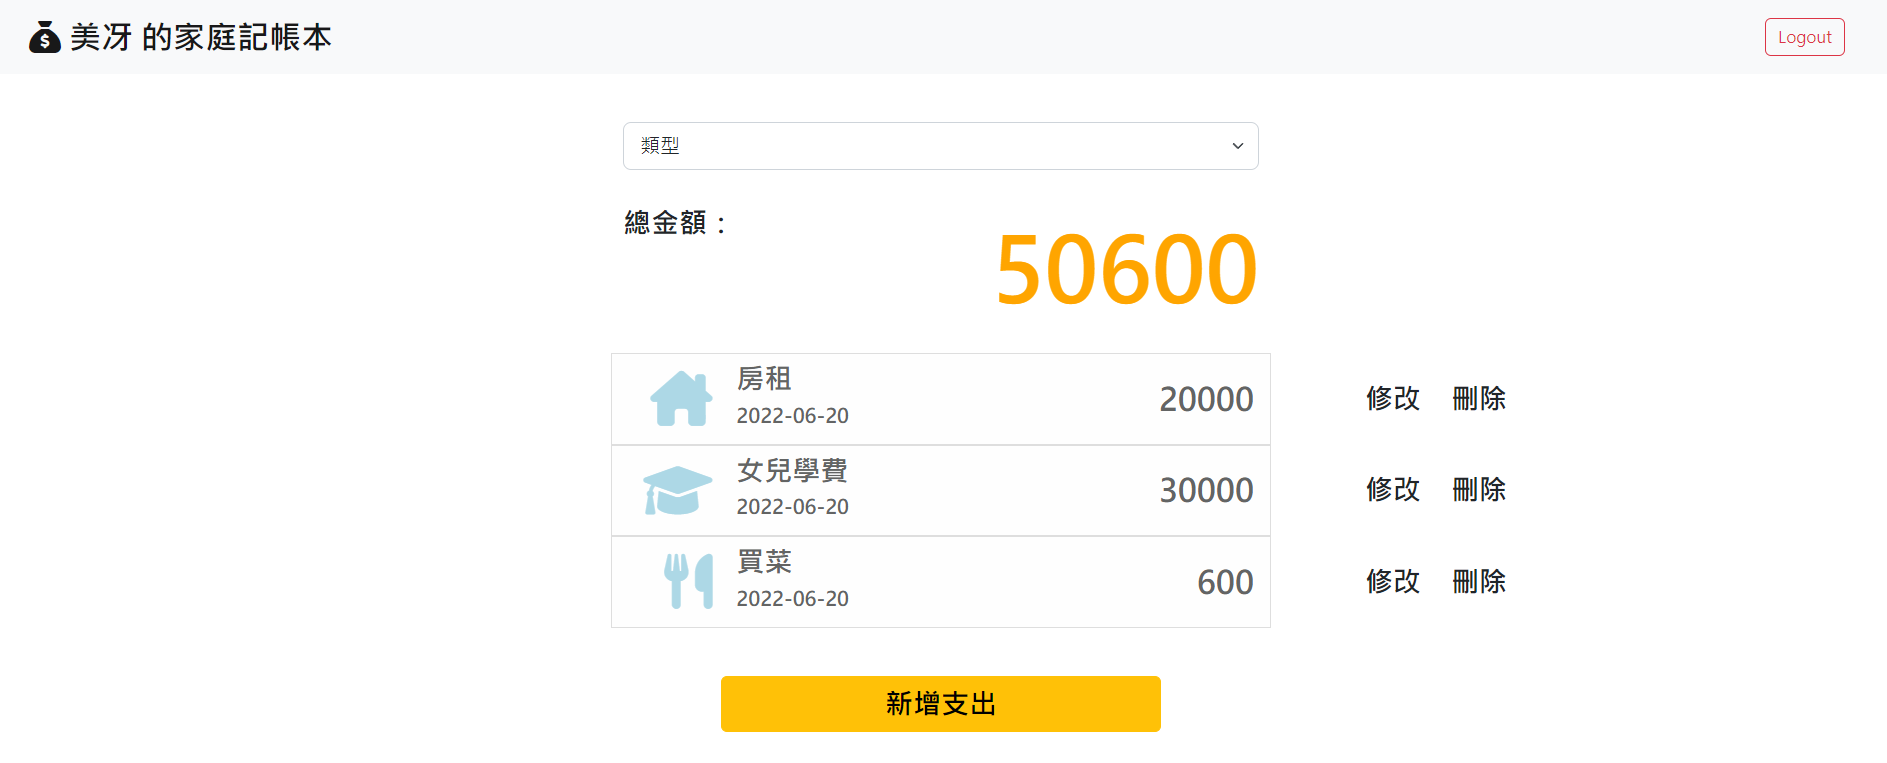 美冴 的家庭記帳本
Logout
類型
總金額：
50600
房租
2022-06-20
20000
修改 刪除
女兒學費
2022-06-20
30000
修改 刪除
買菜
2022-06-20
600
修改 刪除
新增支出